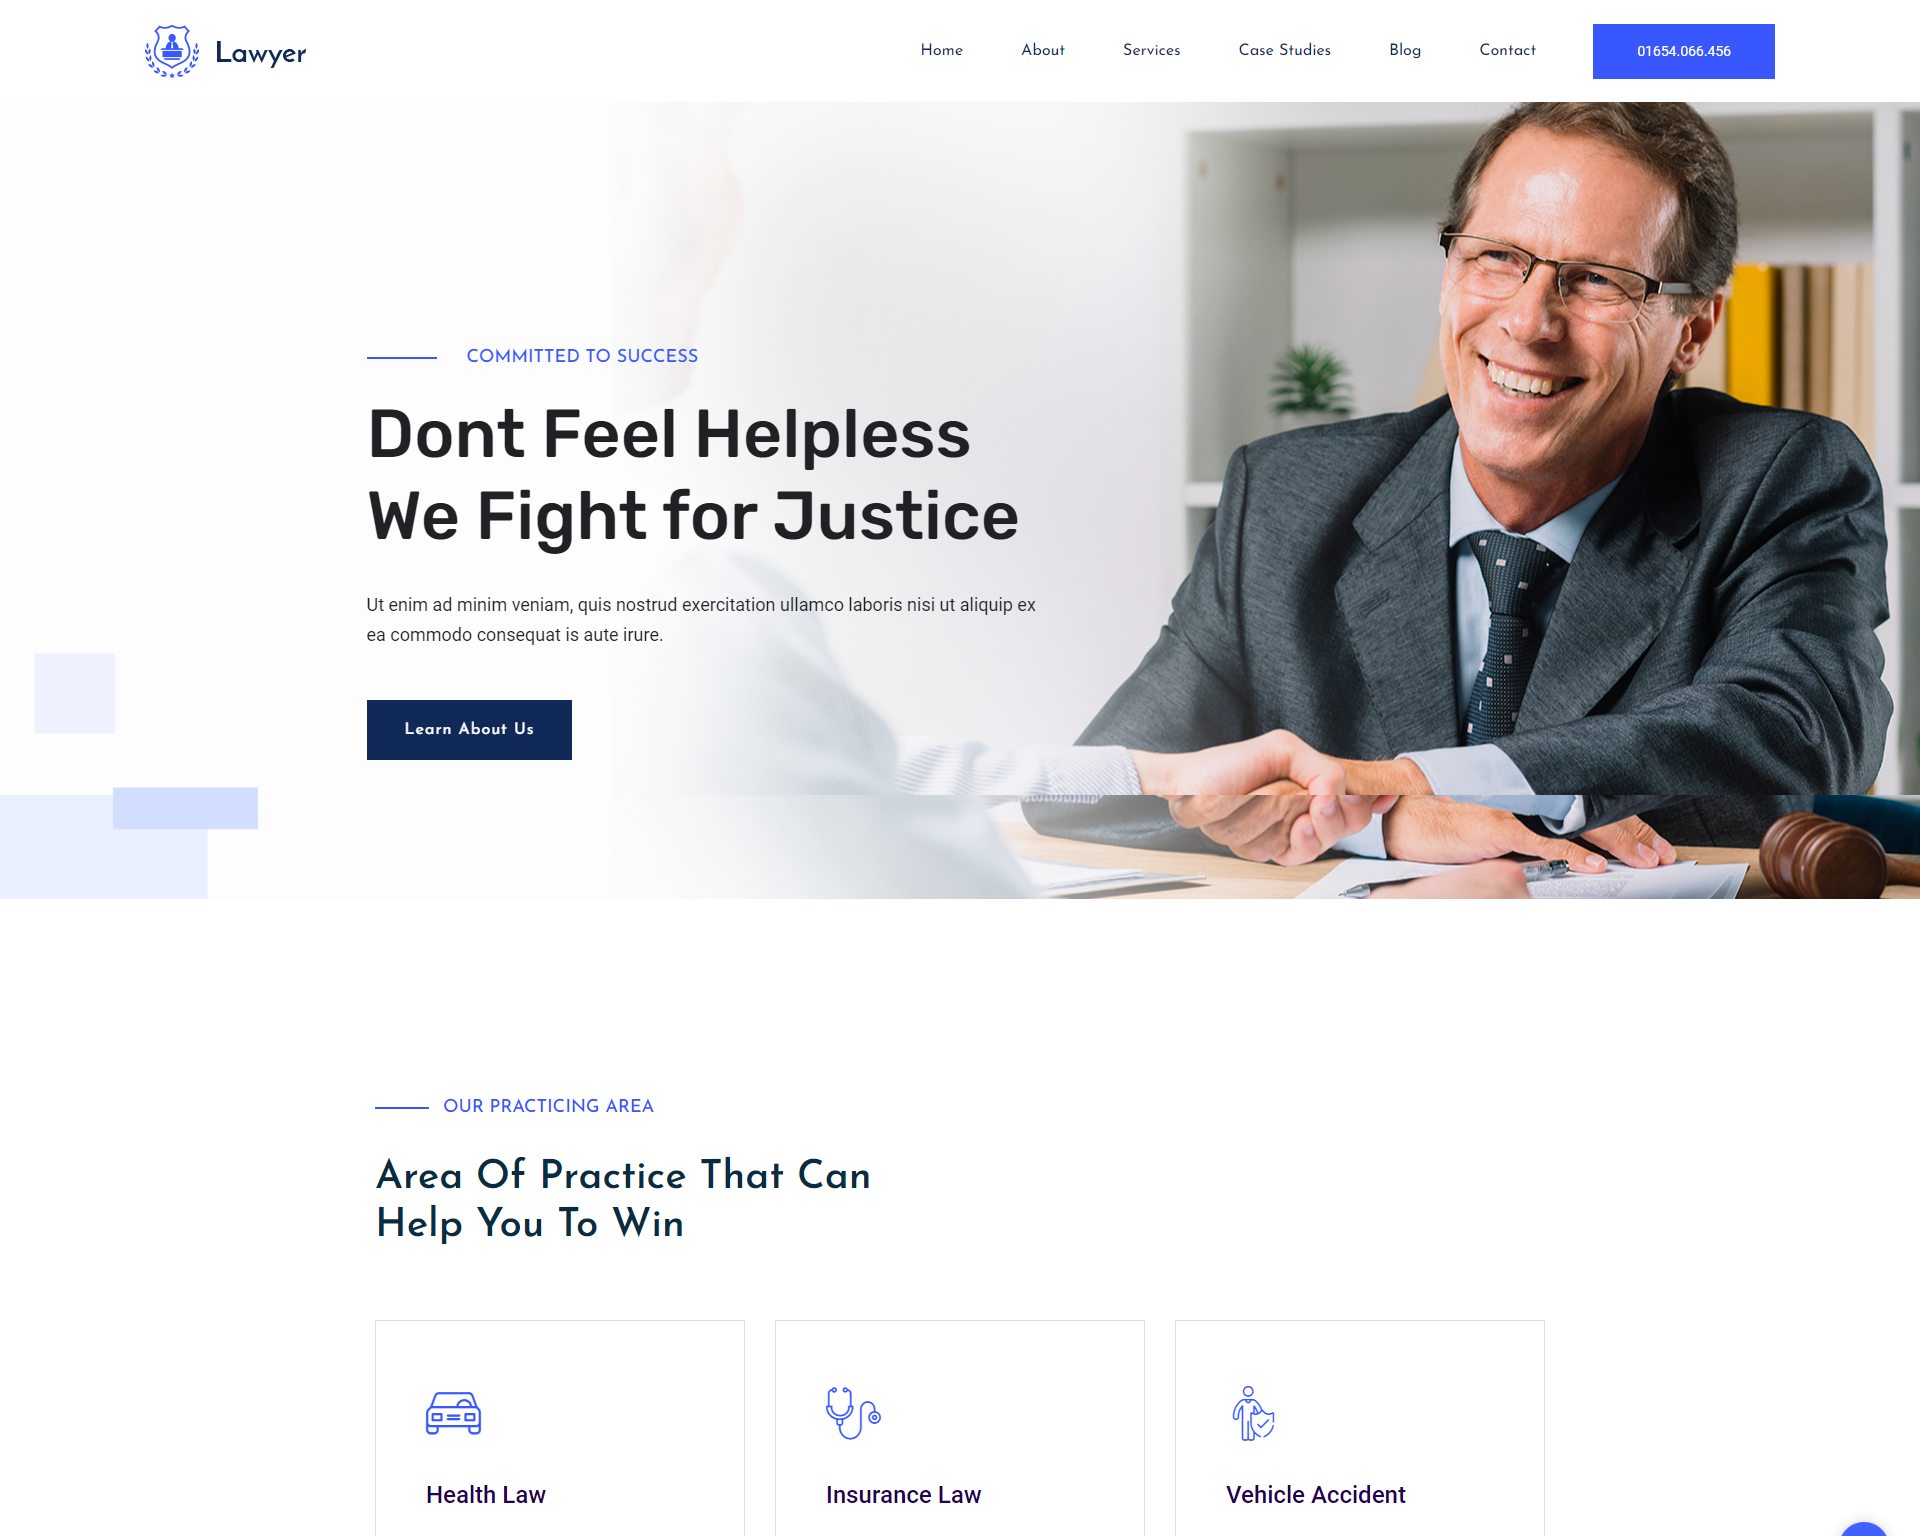 Lawyer
Home About Services Case Studies Blog Contact 01654.066.456
COMMITTED TO SUCCESS
Dont Feel Helpless
We Fight for Justice
Ut enim ad minim veniam, quis nostrud exercitation ullamco laboris nisi ut aliquip ex
ea commodo consequat is aute irure.
Learn About Us
OUR PRACTICING AREA
Area Of Practice That Can
Help You To Win
Health Law
Insurance Law
Vehicle Accident